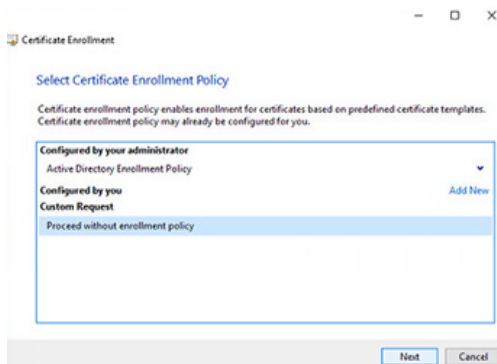 Certificate Enrollment
Select Certificate Enrollment Policy
Certificate enrollment policy enables enrollment for certificates based on predefined certificate templates.
Certificate enrollment policy may already be configured for you.
Configured by your administrator
Active Directory Enrollment Policy
Configured by you Add New
Custom Request
Proceed without enrollment policy
Next Cancel